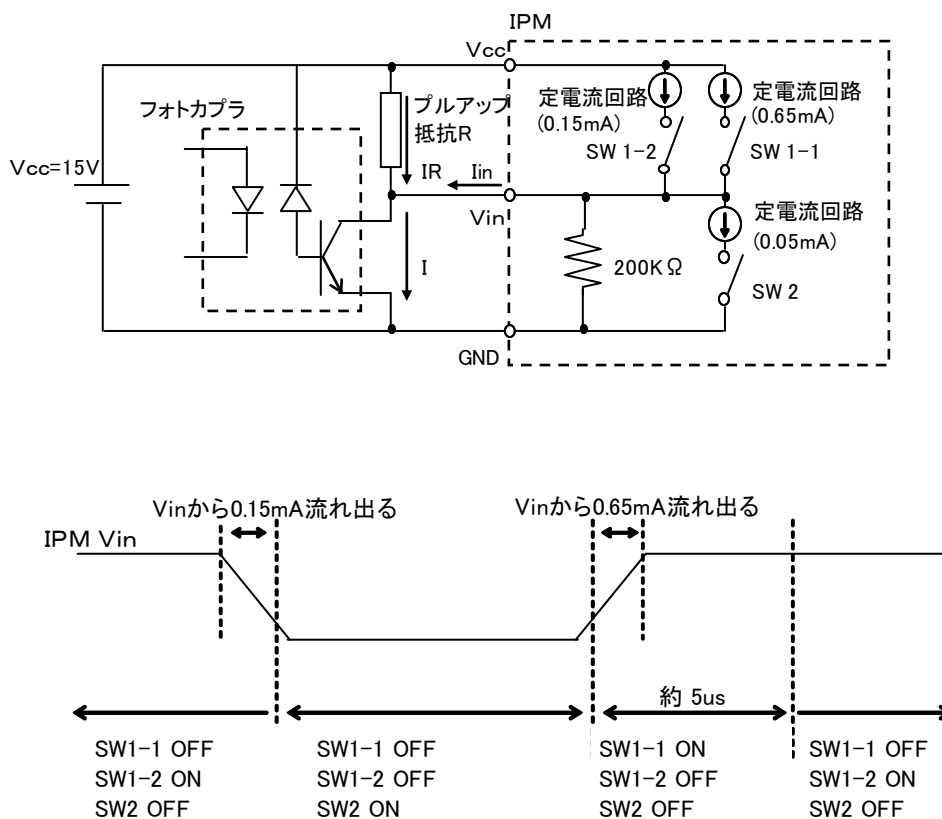 IPM
Vcc
フォトカプラ
プルアップ
抵抗R
定電流回路
(0.15mA)
定電流回路
(0.65mA)
SW 1-2
SW 1-1
Vcc=15V
IR
Iin
Vin
定電流回路
(0.05mA)
I
200KΩ
SW 2
GND
Vinから0.15mA流れ出る
Vinから0.65mA流れ出る
IPM Vin
約 5us
SW1-1 OFF
SW1-2 ON
SW2 OFF
SW1-1 OFF
SW1-2 OFF
SW2 ON
SW1-1 ON
SW1-2 OFF
SW2 OFF
SW1-1 OFF
SW1-2 ON
SW2 OFF